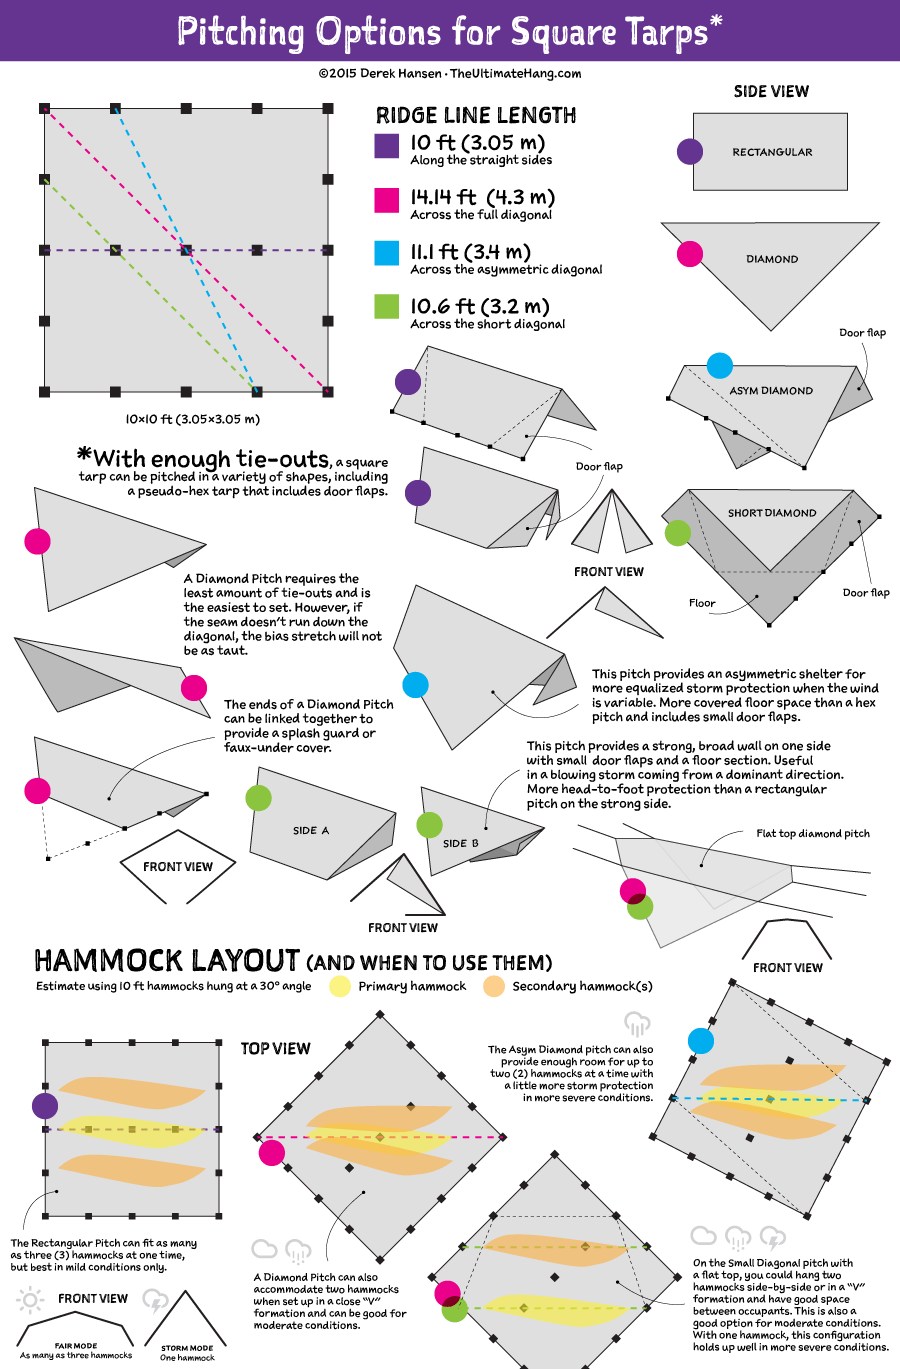 Pitching Options for Square Tarps*
©2015 Derek Hansen · TheUltimateHang.com
10×10 ft (3.05×3.05 m)
RIDGE LINE LENGTH
10 ft (3.05 m)
Along the straight sides
14.14 ft (4.3 m)
Across the full diagonal
11.1 ft (3.4 m)
Across the asymmetric diagonal
10.6 ft (3.2 m)
Across the short diagonal
SIDE VIEW
RECTANGULAR
DIAMOND
Door flap
ASYM DIAMOND
*With enough tie-outs, a square
tarp can be pitched in a variety of shapes, including
a pseudo-hex tarp that includes door flaps.
Door flap
SHORT DIAMOND
FRONT VIEW
Floor
Door flap
A Diamond Pitch requires the
least amount of tie-outs and is
the easiest to set. However, if
the seam doesn't run down the
diagonal, the bias stretch will not
be as taut.
This pitch provides an asymmetric shelter for
more equalized storm protection when the wind
is variable. More covered floor space than a hex
pitch and includes small door flaps.
The ends of a Diamond Pitch
can be linked together to
provide a splash guard or
faux-under cover.
This pitch provides a strong, broad wall on one side
with small door flaps and a floor section. Useful
in a blowing storm coming from a dominant direction.
More head-to-foot protection than a rectangular
pitch on the strong side.
SIDE A
SIDE B
Flat top diamond pitch
FRONT VIEW
FRONT VIEW
FRONT VIEW
HAMMOCK LAYOUT (AND WHEN TO USE THEM)
Estimate using 10 ft hammocks hung at a 30° angle
Primary hammock
Secondary hammock(s)
TOP VIEW
The Asym Diamond pitch can also
provide enough room for up to
two (2) hammocks at a time with
a little more storm protection
in more severe conditions.
The Rectangular Pitch can fit as many
as three (3) hammocks at one time,
but best in mild conditions only.
FRONT VIEW
FAIR MODE
As many as three hammocks
STORM MODE
One hammock
A Diamond Pitch can also
accommodate two hammocks
when set up in a close "V"
formation and can be good for
moderate conditions.
On the Small Diagonal pitch with
a flat top, you could hang two
hammocks side-by-side or in a "V"
formation and have good space
between occupants. This is also a
good option for moderate conditions.
With one hammock, this configuration
holds up well in more severe conditions.